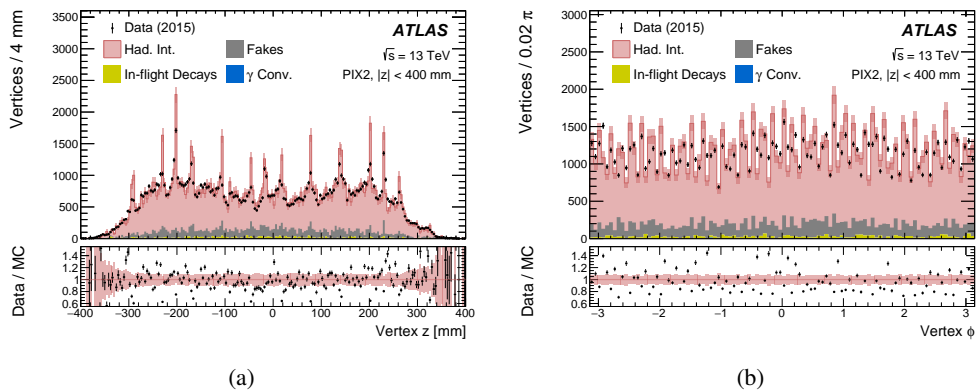 Vertices / 4 mm
3500
3000
2500
2000
1500
1000
500
0
Data (2015)
Had. Int.
Fakes
In-flight Decays
γ Conv.
ATLAS
√s = 13 TeV
PIX2, |z| < 400 mm
Data / MC
1.4
1.2
1
0.8
0.6
−400 −300 −200 −100 0 100 200 300 400
Vertex z [mm]
(a)
Vertices / 0.02 π
3000
2500
2000
1500
1000
500
0
Data (2015)
Had. Int.
Fakes
In-flight Decays
γ Conv.
ATLAS
√s = 13 TeV
PIX2, |z| < 400 mm
Data / MC
1.4
1.2
1
0.8
0.6
−3 −2 −1 0 1 2 3
Vertex ϕ
(b)